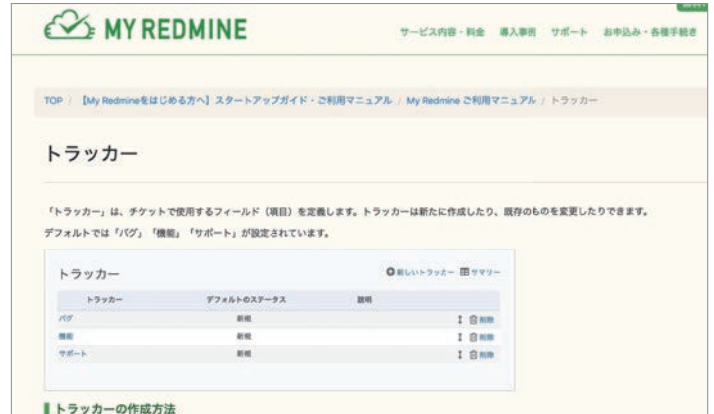 MY REDMINE
サービス内容・料金 導入事例 サポート お申込み・各種手続き
TOP / 【My Redmineをはじめる方へ】スタートアップガイド・ご利用マニュアル / My Redmine ご利用マニュアル / トラッカー
トラッカー
「トラッカー」は、チケットで使用するフィールド（項目）を定義します。トラッカーは新たに作成したり、既存のものを変更したりできます。
デフォルトでは「バグ」「機能」「サポート」が設定されています。
トラッカー 新しいトラッカー サマリー
トラッカー デフォルトのステータス 説明
バグ 新規 削除
機能 新規 削除
サポート 新規 削除
トラッカーの作成方法